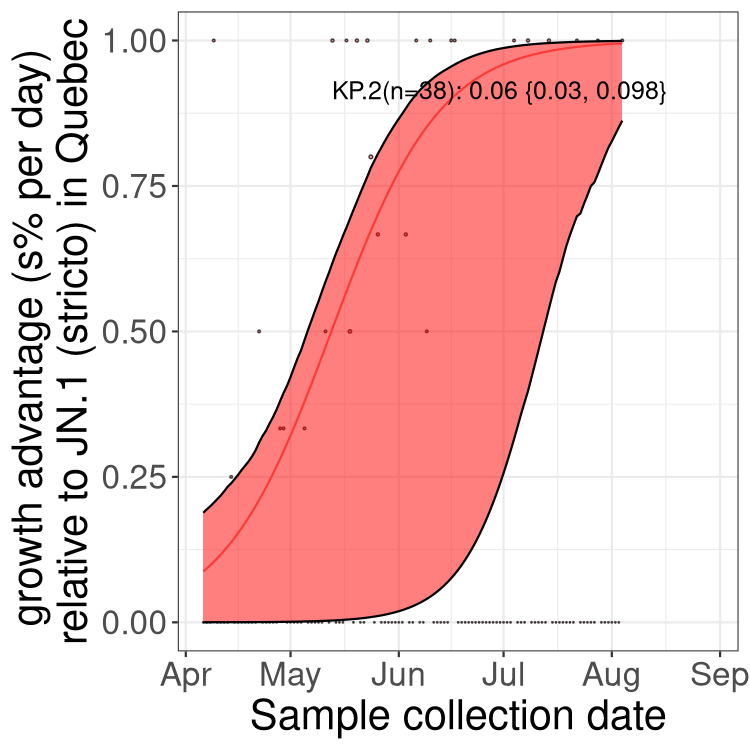 growth advantage (s% per day)
relative to JN.1 (stricto) in Quebec
1.00
0.75
0.50
0.25
0.00
KP.2(n=38): 0.06 {0.03, 0.098}
Apr May Jun Jul Aug Sep
Sample collection date